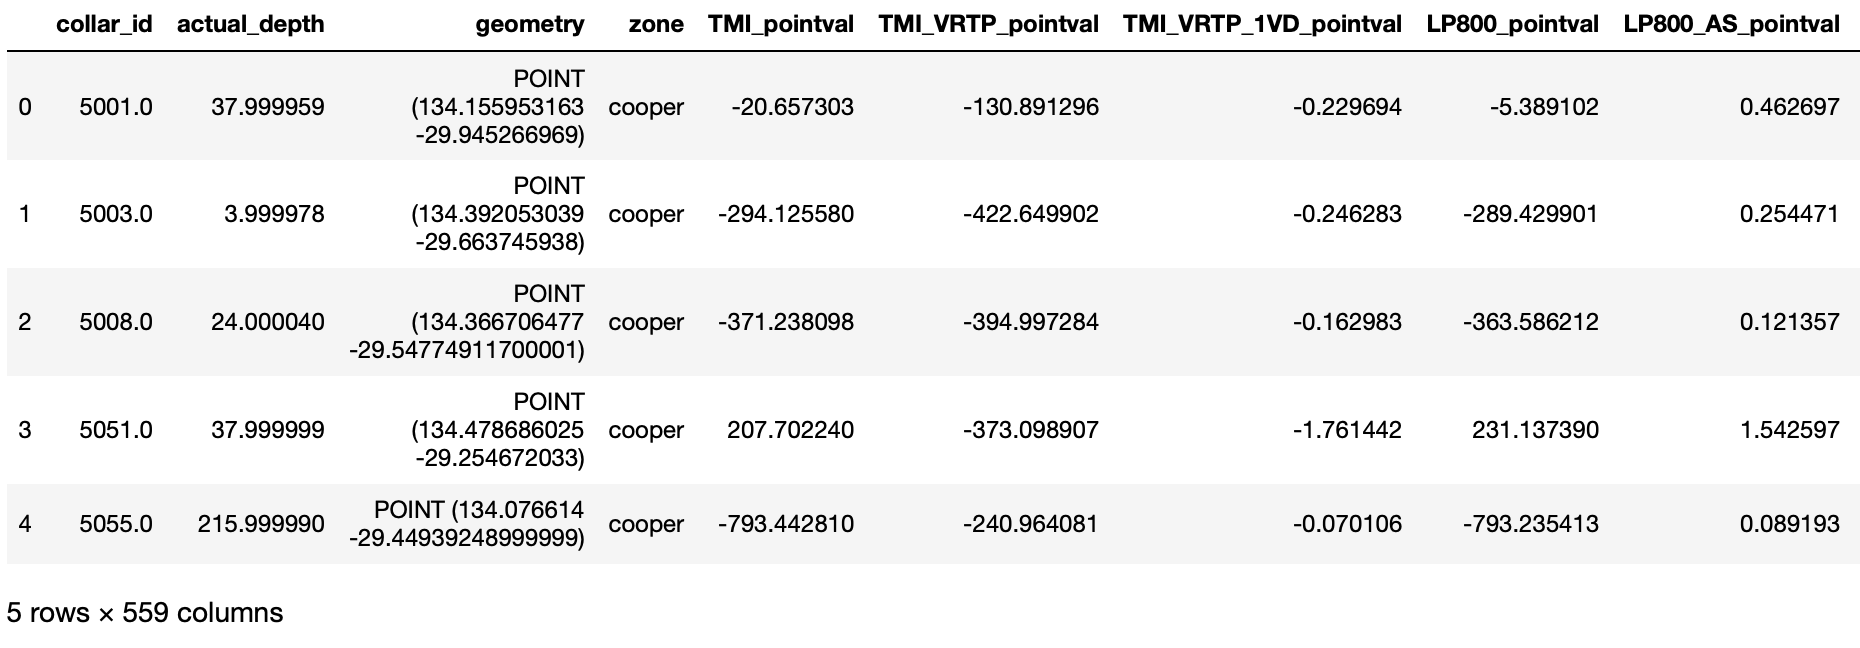 collar_id actual_depth geometry zone TMI_pointval TMI_VRTP_pointval TMI_VRTP_1VD_pointval LP800_pointval LP800_AS_pointval
POINT
0 5001.0 37.999959 (134.155953163 cooper -20.657303 -130.891296 -0.229694 -5.389102 0.462697
-29.945266969)
POINT
1 5003.0 3.999978 (134.392053039 cooper -294.125580 -422.649902 -0.246283 -289.429901 0.254471
-29.663745938)
POINT
2 5008.0 24.000040 (134.366706477 cooper -371.238098 -394.997284 -0.162983 -363.586212 0.121357
-29.54774911700001)
POINT
3 5051.0 37.999999 (134.478686025 cooper 207.702240 -373.098907 -1.761442 231.137390 1.542597
-29.254672033)
POINT (134.076614
4 5055.0 215.999990 -29.44939248999999) cooper -793.442810 -240.964081 -0.070106 -793.235413 0.089193
5 rows × 559 columns